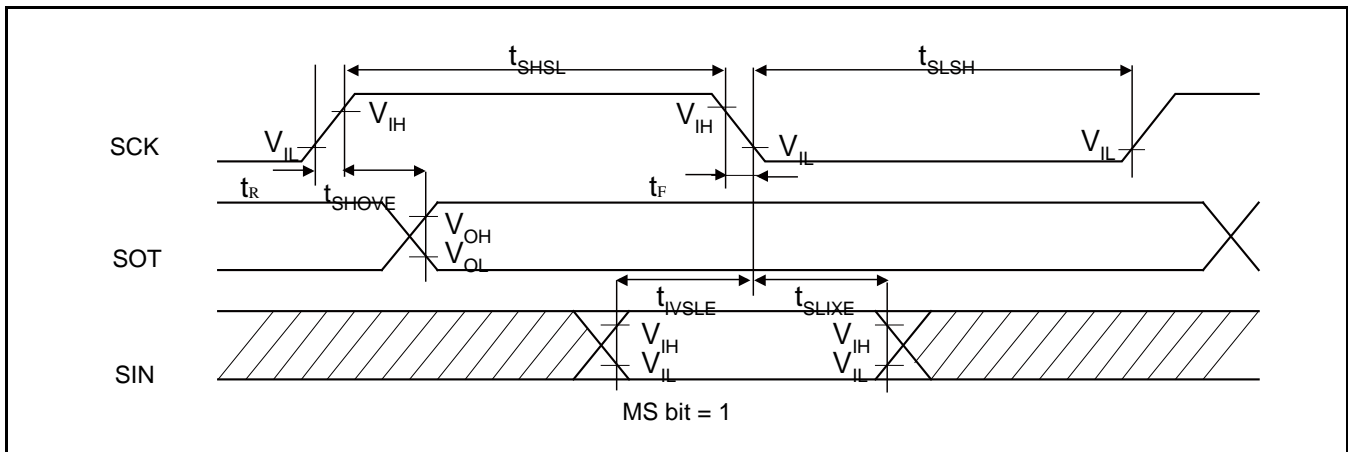 tSHSL tSLSH
VIH VIH
SCK VIL VIL VIL
tR tSHOVE tF
VOH
SOT VOL
tIVSLE tSLIXE
VIH VIH
SIN VIL VIL
MS bit = 1